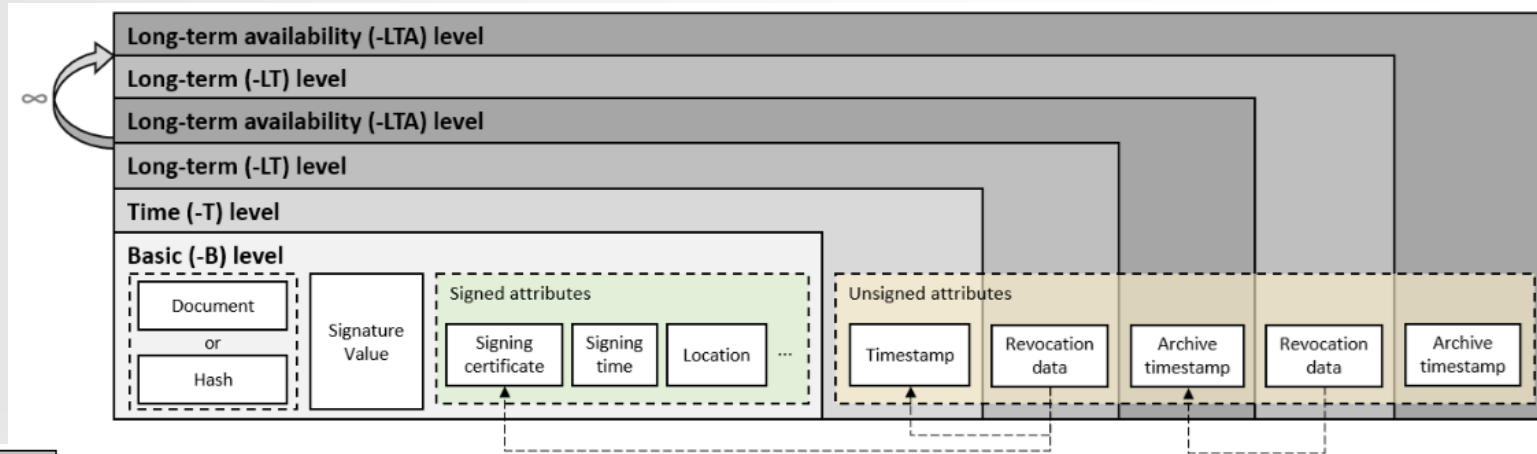 Long-term availability (-LTA) level
Long-term (-LT) level
∞
Long-term availability (-LTA) level
Long-term (-LT) level
Time (-T) level
Basic (-B) level
Document
or
Hash
Signature
Value
Signed attributes
Signing
certificate
Signing
time
Location
...
Unsigned attributes
Timestamp
Revocation
data
Archive
timestamp
Revocation
data
Archive
timestamp